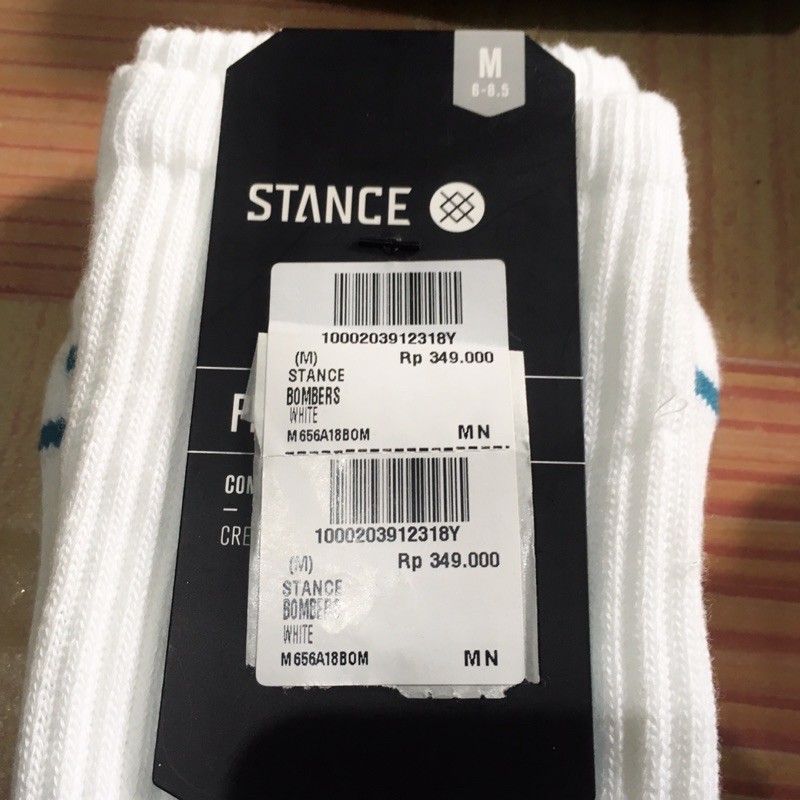 M
6-8.5
STANCE
1000203912318Y
(M) Rp 349.000
STANCE
BOMBERS
WHITE
M656A18BOM MN
1000203912318Y
(M) Rp 349.000
STANCE
BOMBERS
WHITE
M656A18BOM MN